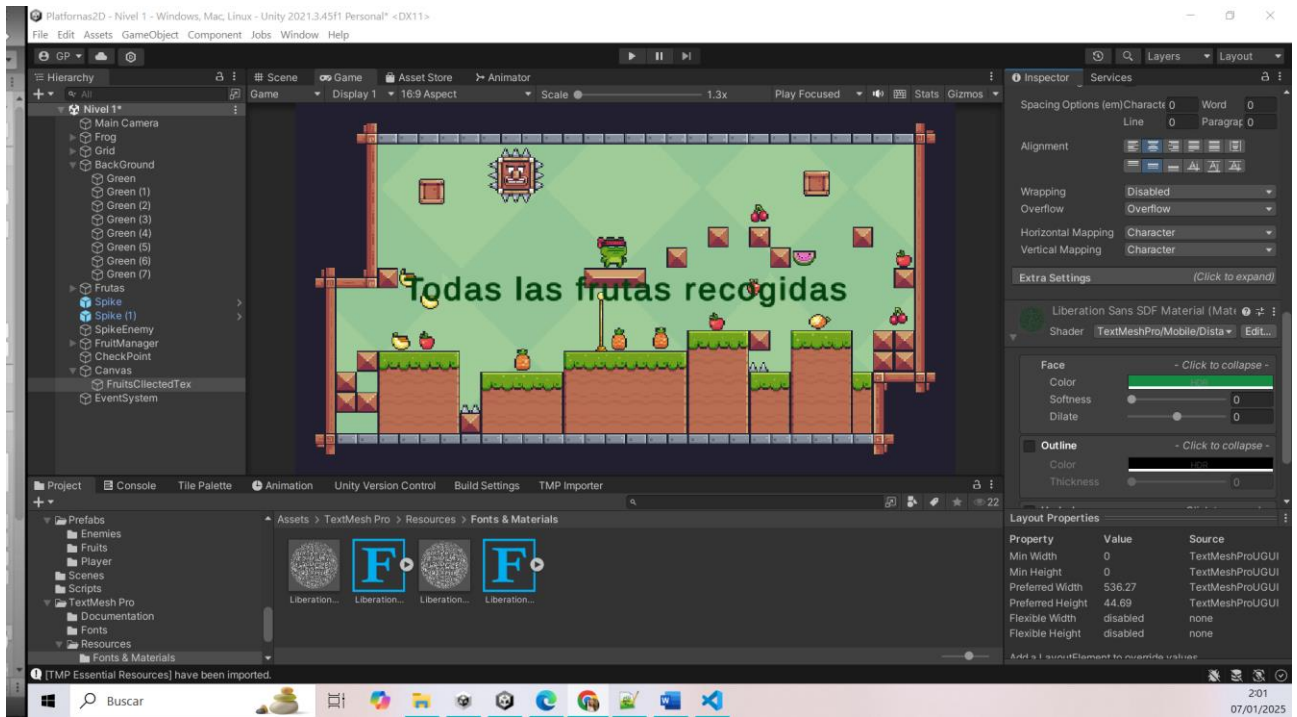 Platfornas2D - Nivel 1 - Windows, Mac, Linux - Unity 2021.3.45f1 Personal* <DX11>
File Edit Assets GameObject Component Jobs Window Help
GP Layers Layout
Hierarchy Scene Game Asset Store Animator Inspector Services
All Game Display 1 16:9 Aspect Scale 1.3x Play Focused Stats Gizmos
Nivel 1*
Main Camera
Frog
Grid
BackGround
Green
Green (1)
Green (2)
Green (3)
Green (4)
Green (5)
Green (6)
Green (7)
Frutas
Spike
Spike (1)
SpikeEnemy
FruitManager
CheckPoint
Canvas
FruitsCllectedTex
EventSystem
Todas las frutas recogidas
Spacing Options (em) Characte 0 Word 0
Line 0 Paragrap 0
Alignment
Wrapping Disabled
Overflow Overflow
Horizontal Mapping Character
Vertical Mapping Character
Extra Settings (Click to expand)
Liberation Sans SDF Material (Mate
Shader TextMeshPro/Mobile/Dista Edit...
Face - Click to collapse -
Color HDR
Softness 0
Dilate 0
Outline - Click to collapse -
Color HDR
Thickness 0
Layout Properties
Property Value Source
Min Width 0 TextMeshProUGUI
Min Height 0 TextMeshProUGUI
Preferred Width 536.27 TextMeshProUGUI
Preferred Height 44.69 TextMeshProUGUI
Flexible Width disabled none
Flexible Height disabled none
Add a LayoutElement to override values
Project Console Tile Palette Animation Unity Version Control Build Settings TMP Importer
22
Assets > TextMesh Pro > Resources > Fonts & Materials
Prefabs
Enemies
Fruits
Player
Scenes
Scripts
TextMesh Pro
Documentation
Fonts
Resources
Fonts & Materials
Liberation... Liberation... Liberation... Liberation...
[TMP Essential Resources] have been imported.
Buscar
2:01
07/01/2025